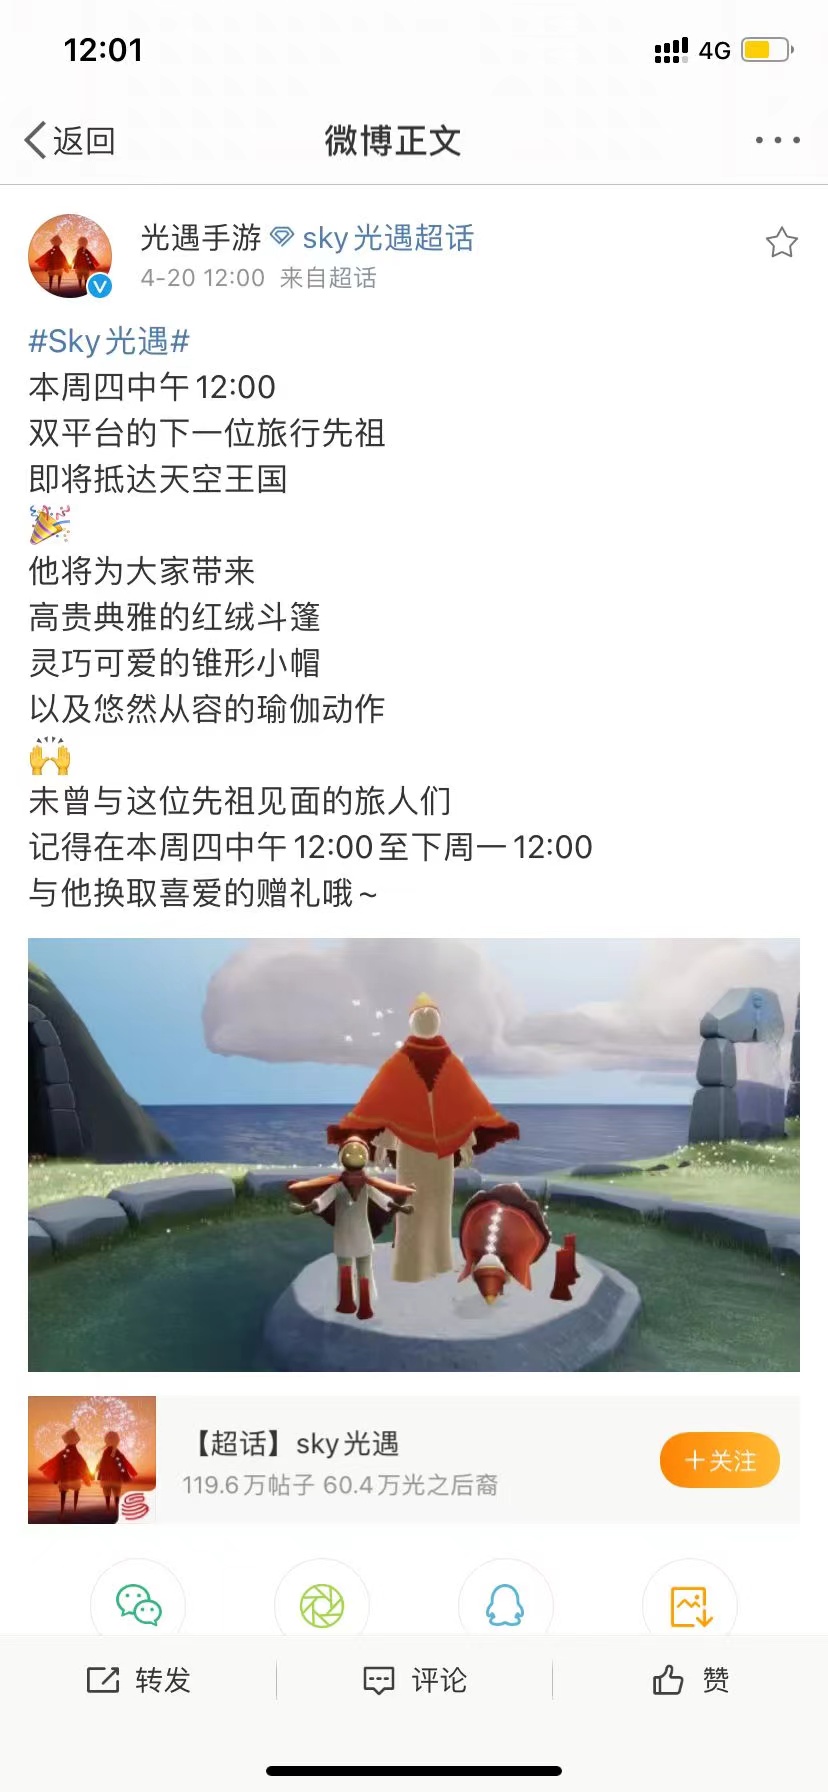 12:01
4G
返回
微博正文
光遇手游 sky光遇超话
4-20 12:00 来自超话
#Sky光遇#
本周四中午12:00
双平台的下一位旅行先祖
即将抵达天空王国
🎉
他将为大家带来
高贵典雅的红绒斗篷
灵巧可爱的锥形小帽
以及悠然从容的瑜伽动作
🙌
未曾与这位先祖见面的旅人们
记得在本周四中午12:00至下周一12:00
与他换取喜爱的赠礼哦~
【超话】sky光遇
119.6万帖子 60.4万光之后裔
+关注
转发
评论
赞